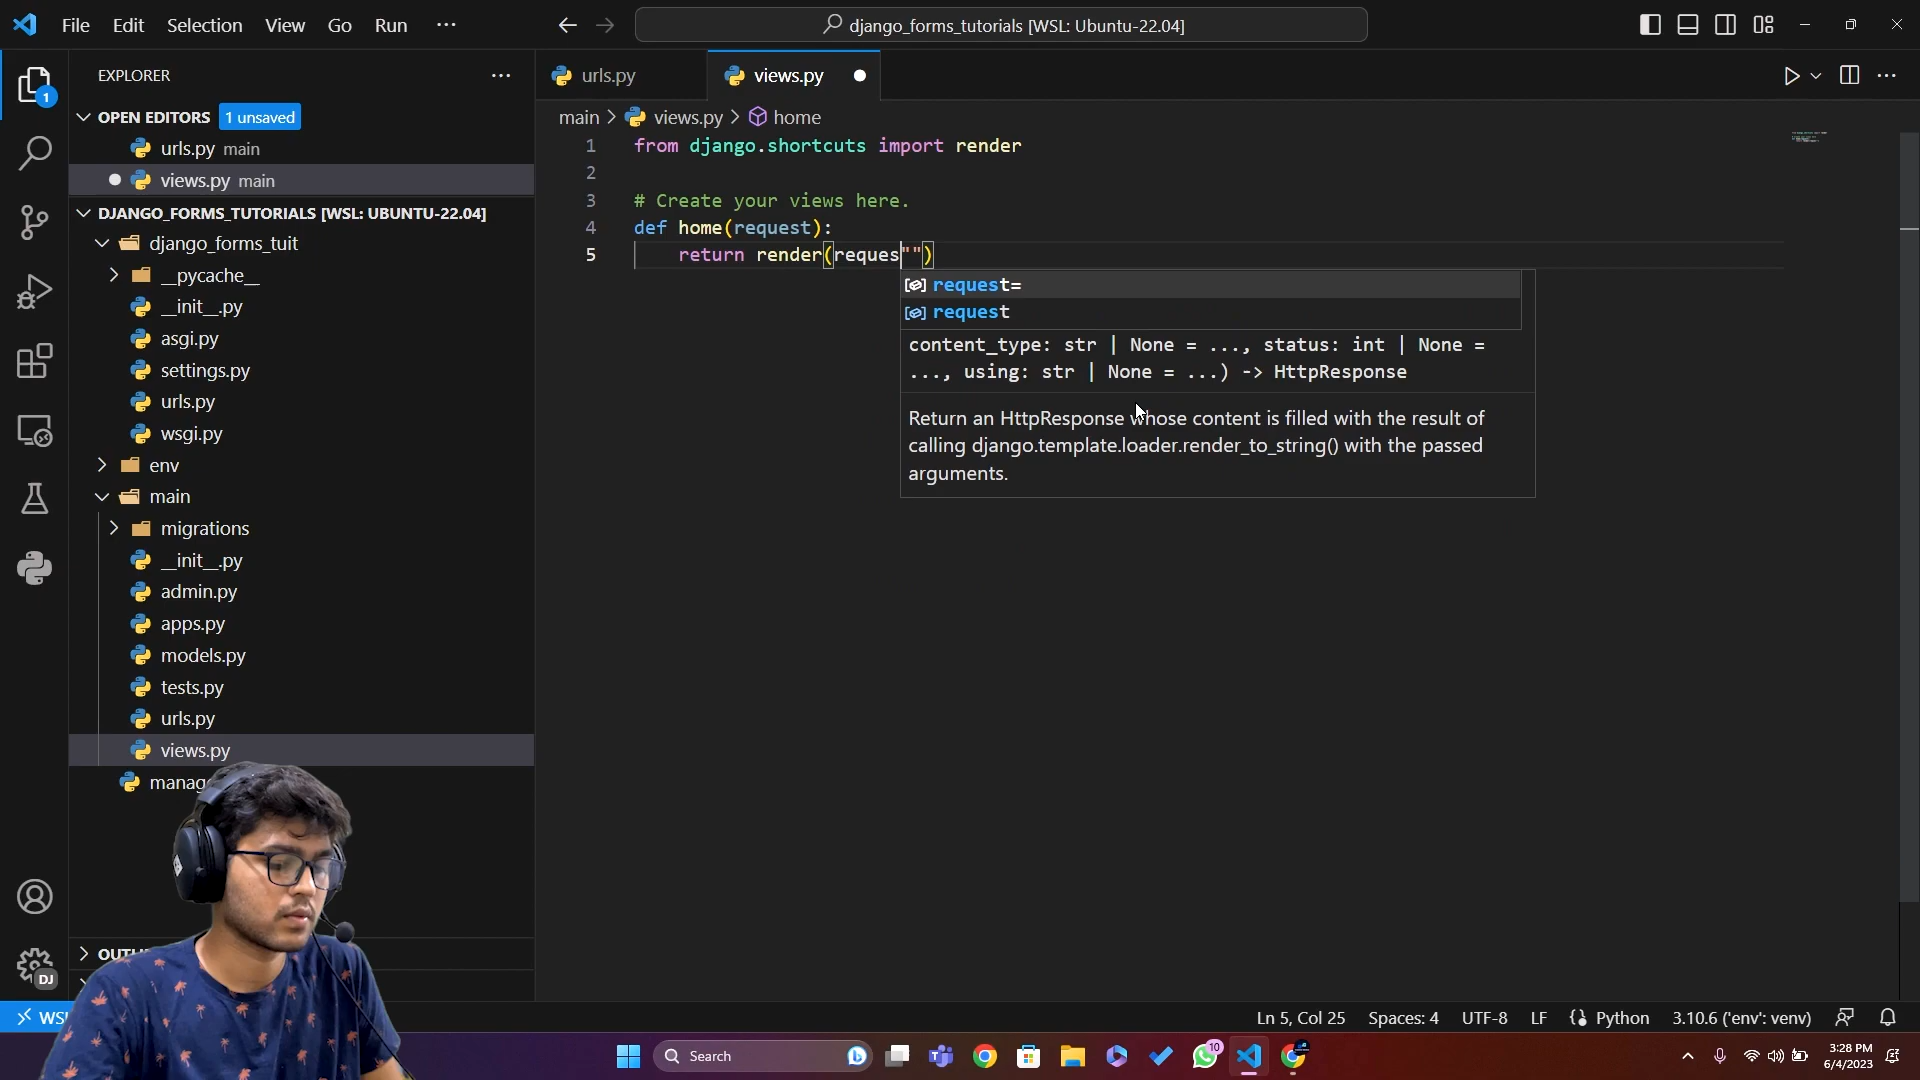 File Edit Selection View Go Run ···
django_forms_tutorials [WSL: Ubuntu-22.04]
EXPLORER
OPEN EDITORS 1 unsaved
urls.py main
views.py main
DJANGO_FORMS_TUTORIALS [WSL: UBUNTU-22.04]
django_forms_tuit
__pycache__
__init__.py
asgi.py
settings.py
urls.py
wsgi.py
env
main
migrations
__init__.py
admin.py
apps.py
models.py
tests.py
urls.py
views.py
manag
OUTL
1
DJ
urls.py views.py
main > views.py > home
1 from django.shortcuts import render
2
3 # Create your views here.
4 def home(request):
5 return render(reques"")
request=
request
content_type: str | None = ..., status: int | None =
..., using: str | None = ...) -> HttpResponse
Return an HttpResponse whose content is filled with the result of
calling django.template.loader.render_to_string() with the passed
arguments.
WSL
Ln 5, Col 25 Spaces: 4 UTF-8 LF Python 3.10.6 ('env': venv)
Search
10
3:28 PM
6/4/2023